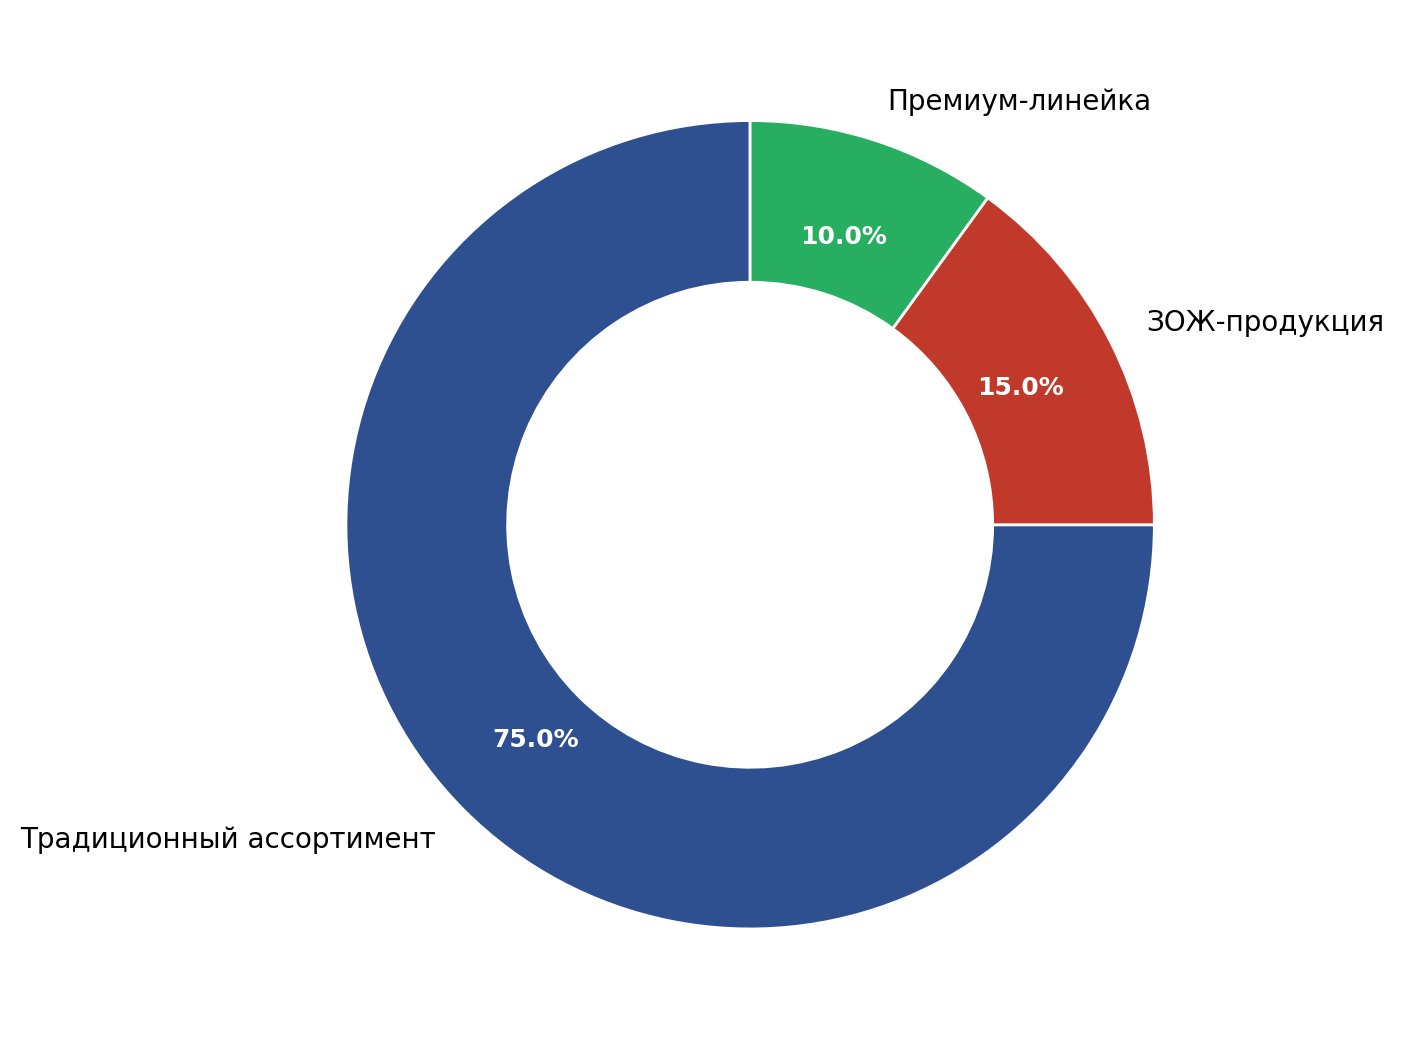 Премиум-линейка
10.0%
ЗОЖ-продукция
15.0%
75.0%
Традиционный ассортимент